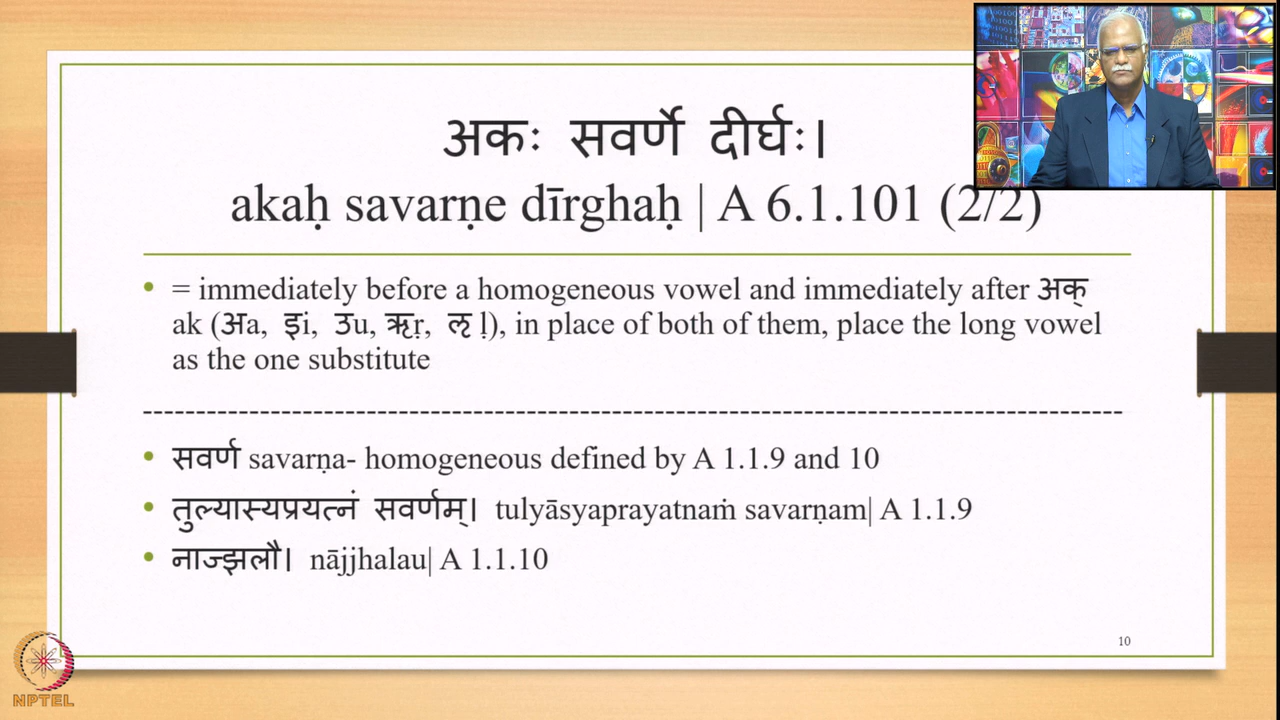 अकः सवर्णे दीर्घः।
akaḥ savarṇe dīrghaḥ | A 6.1.101 (2/2)
• = immediately before a homogeneous vowel and immediately after अक्
ak (अa, इi, उu, ऋṛ, ऌ ḷ), in place of both of them, place the long vowel
as the one substitute
--------------------------------------------------------------------------------------------------
• सवर्ण savarṇa- homogeneous defined by A 1.1.9 and 10
• तुल्यास्यप्रयत्नं सवर्णम्। tulyāsyaprayatnaṁ savarṇam| A 1.1.9
• नाज्झलौ। nājjhalau| A 1.1.10
10
NPTEL